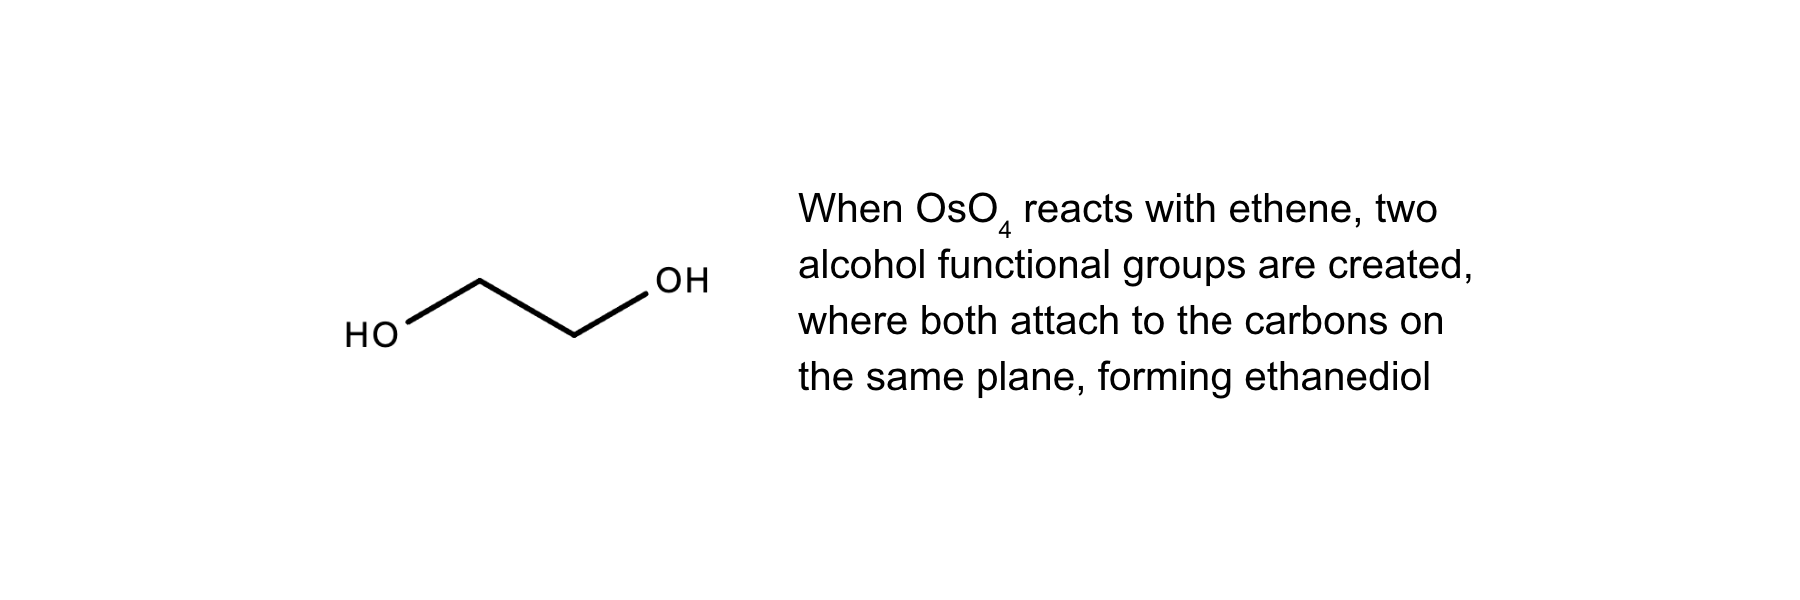 HO
OH
When OsO₄ reacts with ethene, two
alcohol functional groups are created,
where both attach to the carbons on
the same plane, forming ethanediol